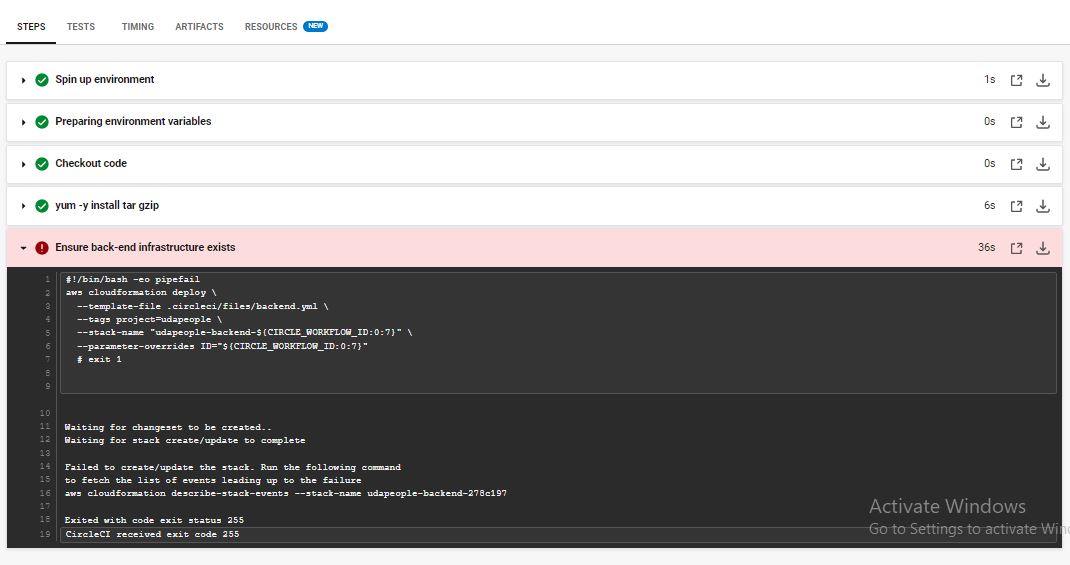 STEPS TESTS TIMING ARTIFACTS RESOURCES NEW
Spin up environment 1s
Preparing environment variables 0s
Checkout code 0s
yum -y install tar gzip 6s
Ensure back-end infrastructure exists 36s
1 #!/bin/bash -eo pipefail
2 aws cloudformation deploy \
3 --template-file .circleci/files/backend.yml \
4 --tags project=udapeople \
5 --stack-name "udapeople-backend-${CIRCLE_WORKFLOW_ID:0:7}" \
6 --parameter-overrides ID="${CIRCLE_WORKFLOW_ID:0:7}"
7 # exit 1
8
9
10
11 Waiting for changeset to be created..
12 Waiting for stack create/update to complete
13
14 Failed to create/update the stack. Run the following command
15 to fetch the list of events leading up to the failure
16 aws cloudformation describe-stack-events --stack-name udapeople-backend-278c197
17
18 Exited with code exit status 255
19 CircleCI received exit code 255
Activate Windows
Go to Settings to activate Win